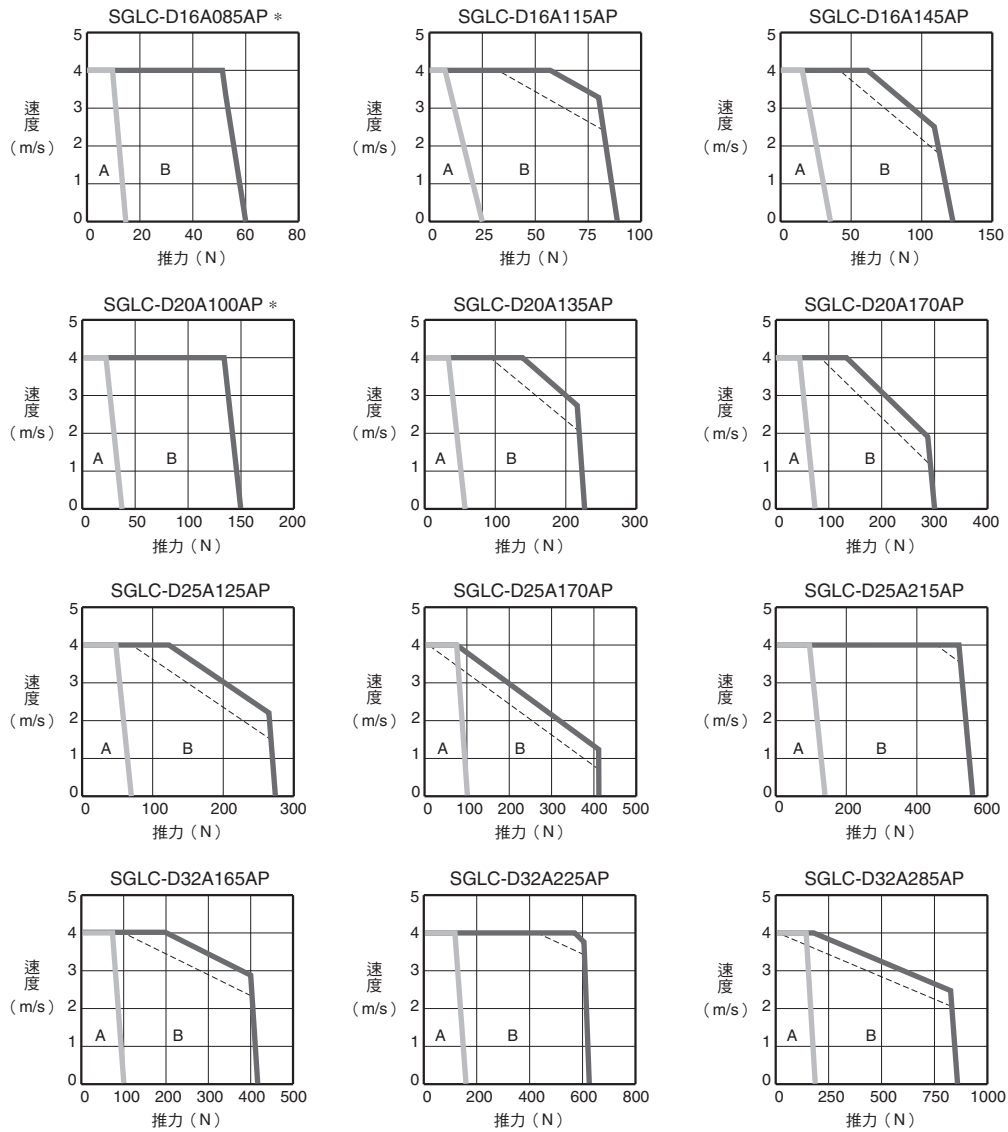 SGLC-D16A085AP *
5
4
3
2
1
0
速度
(m/s)
A
B
0 20 40 60 80
推力（N）
SGLC-D16A115AP
5
4
3
2
1
0
速度
(m/s)
A
B
0 25 50 75 100
推力（N）
SGLC-D16A145AP
5
4
3
2
1
0
速度
(m/s)
A
B
0 50 100 150
推力（N）
SGLC-D20A100AP *
5
4
3
2
1
0
速度
(m/s)
A
B
0 50 100 150 200
推力（N）
SGLC-D20A135AP
5
4
3
2
1
0
速度
(m/s)
A
B
0 100 200 300
推力（N）
SGLC-D20A170AP
5
4
3
2
1
0
速度
(m/s)
A
B
0 100 200 300 400
推力（N）
SGLC-D25A125AP
5
4
3
2
1
0
速度
(m/s)
A
B
0 100 200 300
推力（N）
SGLC-D25A170AP
5
4
3
2
1
0
速度
(m/s)
A
B
0 100 200 300 400 500
推力（N）
SGLC-D25A215AP
5
4
3
2
1
0
速度
(m/s)
A
B
0 200 400 600
推力（N）
SGLC-D32A165AP
5
4
3
2
1
0
速度
(m/s)
A
B
0 100 200 300 400 500
推力（N）
SGLC-D32A225AP
5
4
3
2
1
0
速度
(m/s)
A
B
0 200 400 600 800
推力（N）
SGLC-D32A285AP
5
4
3
2
1
0
速度
(m/s)
A
B
0 250 500 750 1000
推力（N）